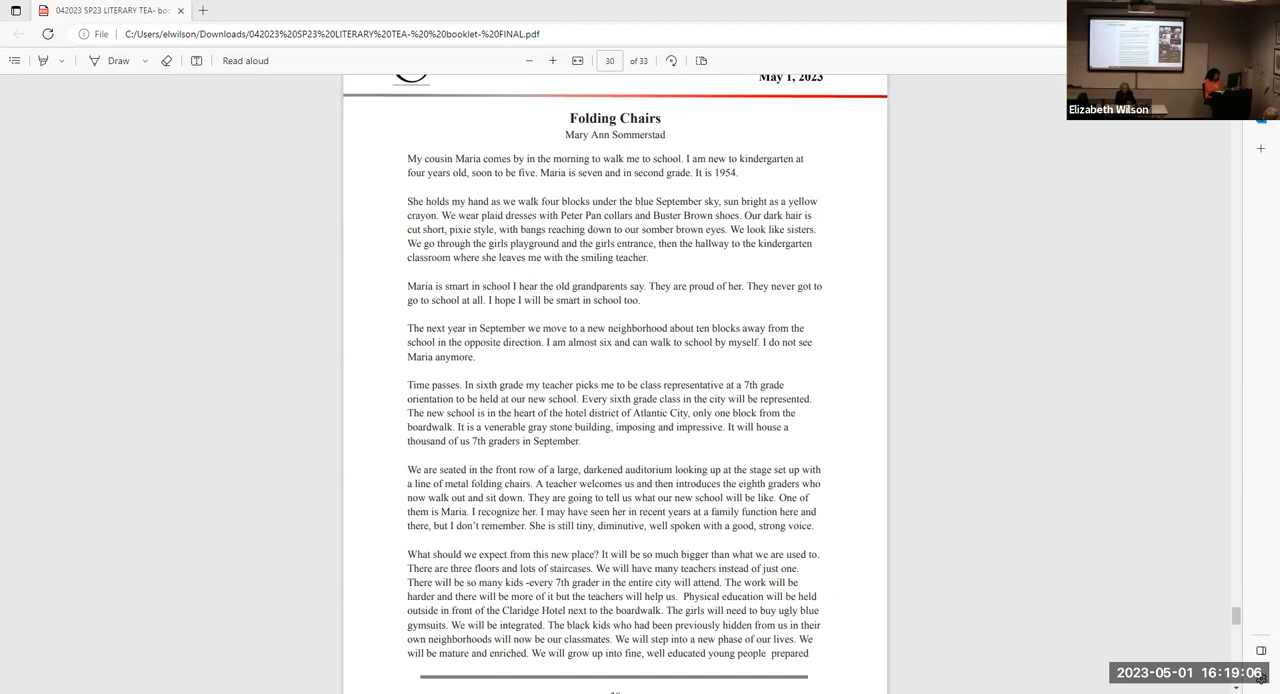 042023 SP23 LITERARY TEA- boo
File
C:/Users/elwilson/Downloads/042023%20SP23%20LITERARY%20TEA-%20%20booklet-%20FINAL.pdf
Draw
Read aloud
30 of 33
Elizabeth Wilson
May 1, 2023
Folding Chairs
Mary Ann Sommerstad
My cousin Maria comes by in the morning to walk me to school. I am new to kindergarten at
four years old, soon to be five. Maria is seven and in second grade. It is 1954.
She holds my hand as we walk four blocks under the blue September sky, sun bright as a yellow
crayon. We wear plaid dresses with Peter Pan collars and Buster Brown shoes. Our dark hair is
cut short, pixie style, with bangs reaching down to our somber brown eyes. We look like sisters.
We go through the girls playground and the girls entrance, then the hallway to the kindergarten
classroom where she leaves me with the smiling teacher.
Maria is smart in school I hear the old grandparents say. They are proud of her. They never got to
go to school at all. I hope I will be smart in school too.
The next year in September we move to a new neighborhood about ten blocks away from the
school in the opposite direction. I am almost six and can walk to school by myself. I do not see
Maria anymore.
Time passes. In sixth grade my teacher picks me to be class representative at a 7th grade
orientation to be held at our new school. Every sixth grade class in the city will be represented.
The new school is in the heart of the hotel district of Atlantic City, only one block from the
boardwalk. It is a venerable gray stone building, imposing and impressive. It will house a
thousand of us 7th graders in September.
We are seated in the front row of a large, darkened auditorium looking up at the stage set up with
a line of metal folding chairs. A teacher welcomes us and then introduces the eighth graders who
now walk out and sit down. They are going to tell us what our new school will be like. One of
them is Maria. I recognize her. I may have seen her in recent years at a family function here and
there, but I don't remember. She is still tiny, diminutive, well spoken with a good, strong voice.
What should we expect from this new place? It will be so much bigger than what we are used to.
There are three floors and lots of staircases. We will have many teachers instead of just one.
There will be so many kids -every 7th grader in the entire city will attend. The work will be
harder and there will be more of it but the teachers will help us.  Physical education will be held
outside in front of the Claridge Hotel next to the boardwalk. The girls will need to buy ugly blue
gymsuits. We will be integrated. The black kids who had been previously hidden from us in their
own neighborhoods will now be our classmates. We will step into a new phase of our lives. We
will be mature and enriched. We will grow up into fine, well educated young people  prepared
2023-05-01 16:19:06